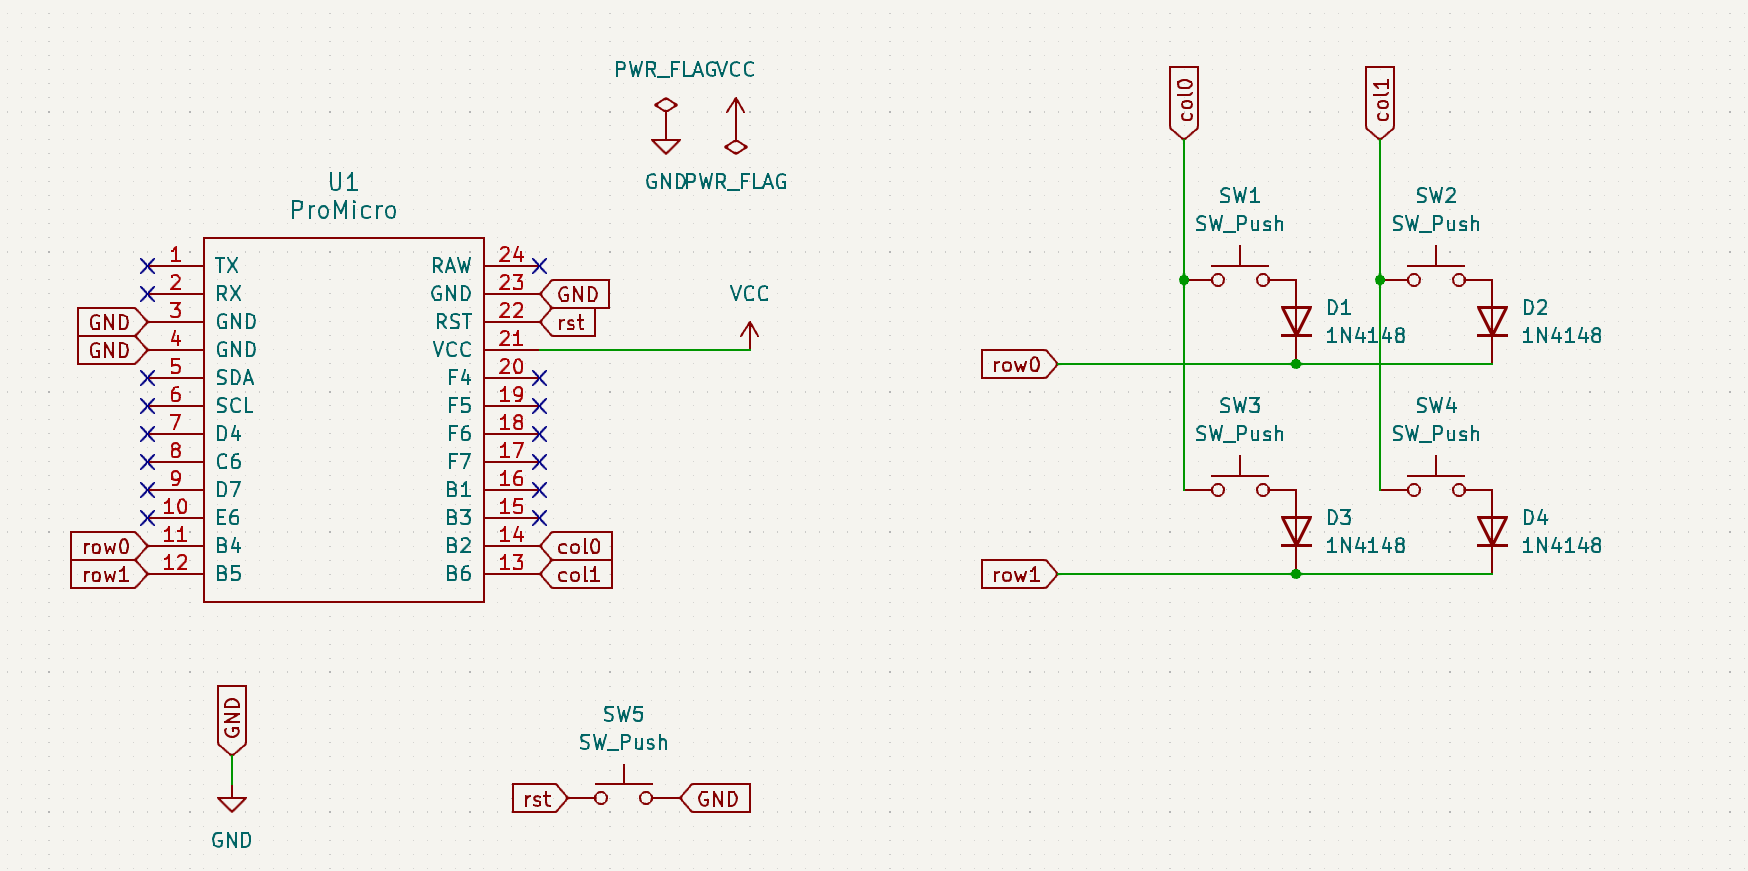 PWR_FLAG VCC
GND PWR_FLAG
U1
ProMicro
1 TX RAW 24
2 RX GND 23 GND
GND 3 GND RST 22 rst
GND 4 GND VCC 21 VCC
5 SDA F4 20
6 SCL F5 19
7 D4 F6 18
8 C6 F7 17
9 D7 B1 16
10 E6 B3 15
row0 11 B4 B2 14 col0
row1 12 B5 B6 13 col1
col0 col1
SW1 SW2
SW_Push SW_Push
D1 D2
1N4148 1N4148
row0
SW3 SW4
SW_Push SW_Push
D3 D4
1N4148 1N4148
row1
GND
GND
SW5
SW_Push
rst GND